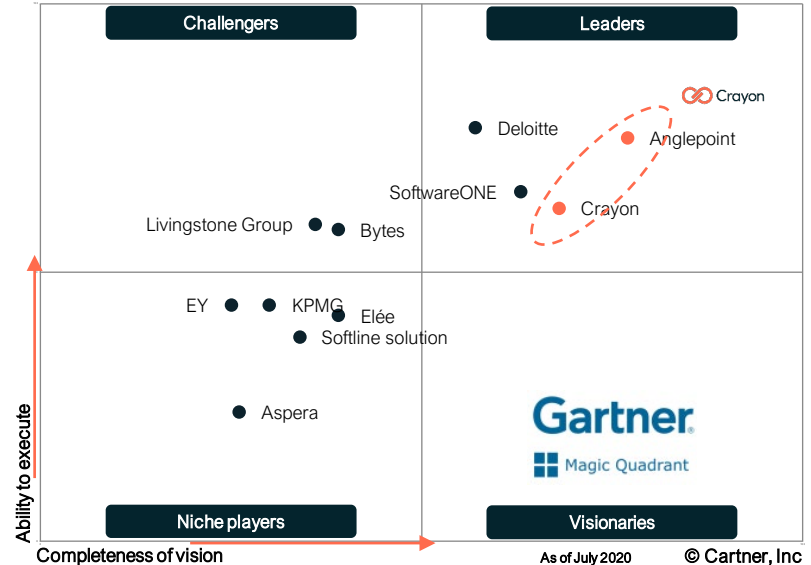 Challengers
Leaders
Crayon
Deloitte
Anglepoint
SoftwareONE
Crayon
Livingstone Group
Bytes
EY
KPMG
Elée
Softline solution
Aspera
Gartner®
Magic Quadrant
Ability to execute
Niche players
Visionaries
Completeness of vision
As of July 2020
© Cartner, Inc